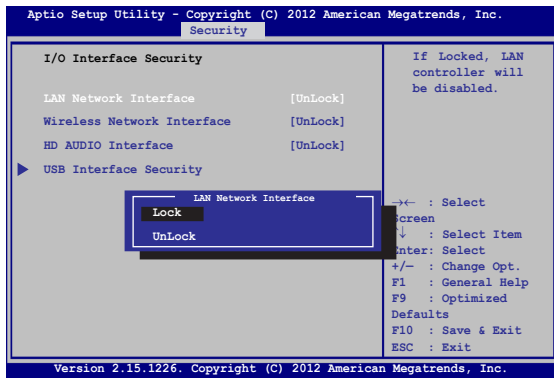 Aptio Setup Utility - Copyright (C) 2012 American Megatrends, Inc.
Security
I/O Interface Security
LAN Network Interface [UnLock]
Wireless Network Interface [UnLock]
HD AUDIO Interface [UnLock]
USB Interface Security
LAN Network Interface
Lock
UnLock
If Locked, LAN
controller will
be disabled.
→← : Select
Screen
↓ : Select Item
Enter: Select
+/— : Change Opt.
F1 : General Help
F9 : Optimized
Defaults
F10 : Save & Exit
ESC : Exit
Version 2.15.1226. Copyright (C) 2012 American Megatrends, Inc.